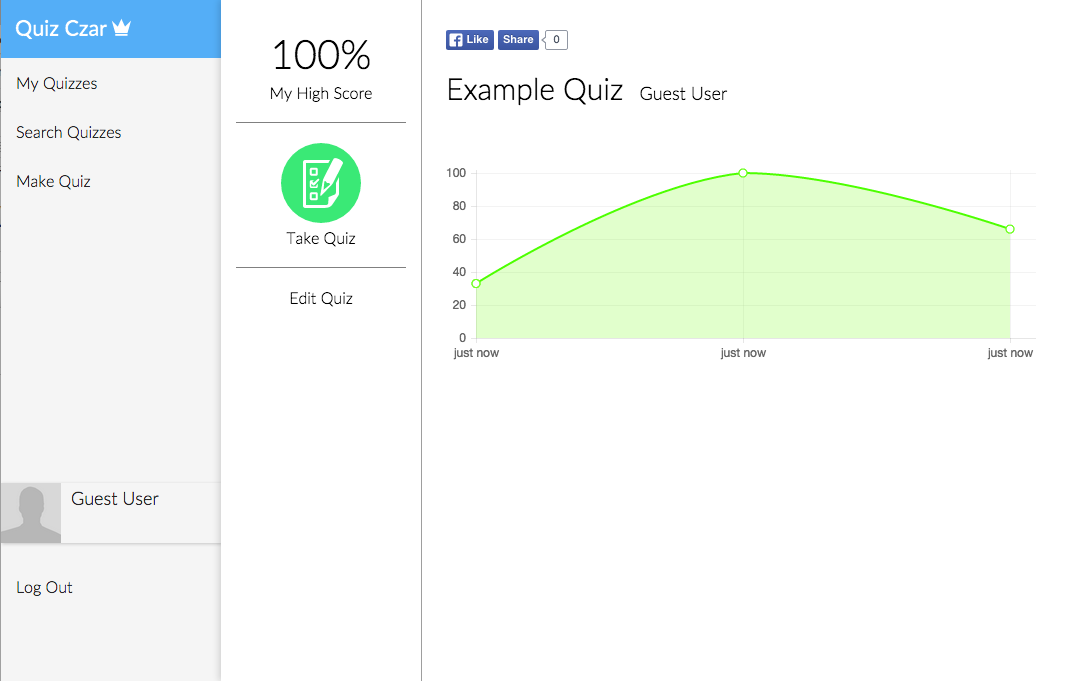 Quiz Czar
My Quizzes
Search Quizzes
Make Quiz
Guest User
Log Out
100%
My High Score
Take Quiz
Edit Quiz
Like Share 0
Example Quiz Guest User
100
80
60
40
20
0
just now just now just now